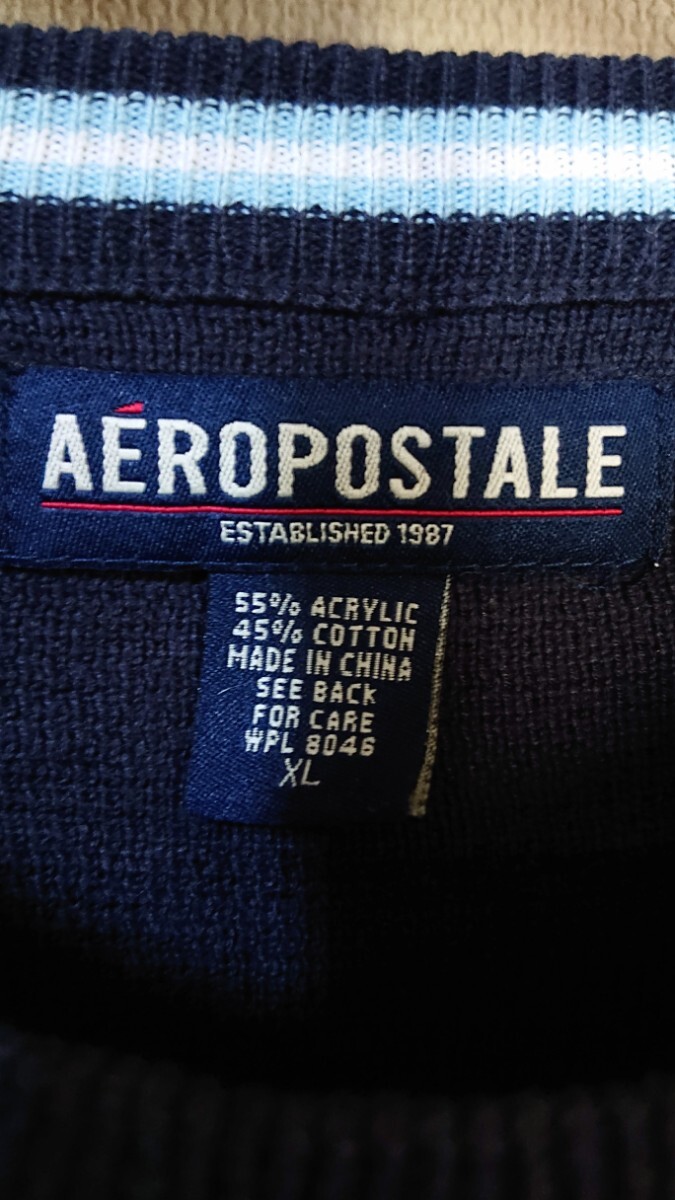 AÉROPOSTALE
ESTABLISHED 1987
55% ACRYLIC
45% COTTON
MADE IN CHINA
SEE BACK
FOR CARE
WPL 8046
XL